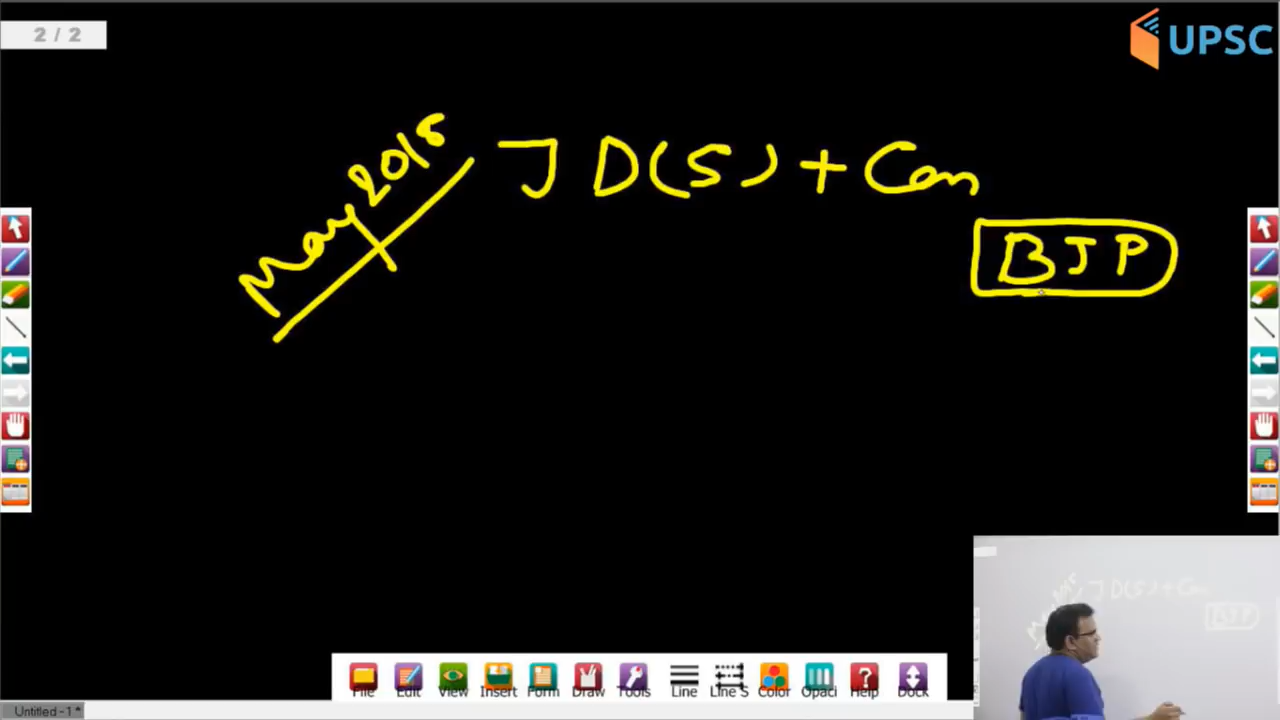 2 / 2
UPSC
May 2018
J D(S) + Con
BJP
File Edit View Insert Form Draw Tools Line Line S Color Opaci Help Dock
Untitled - 1 *